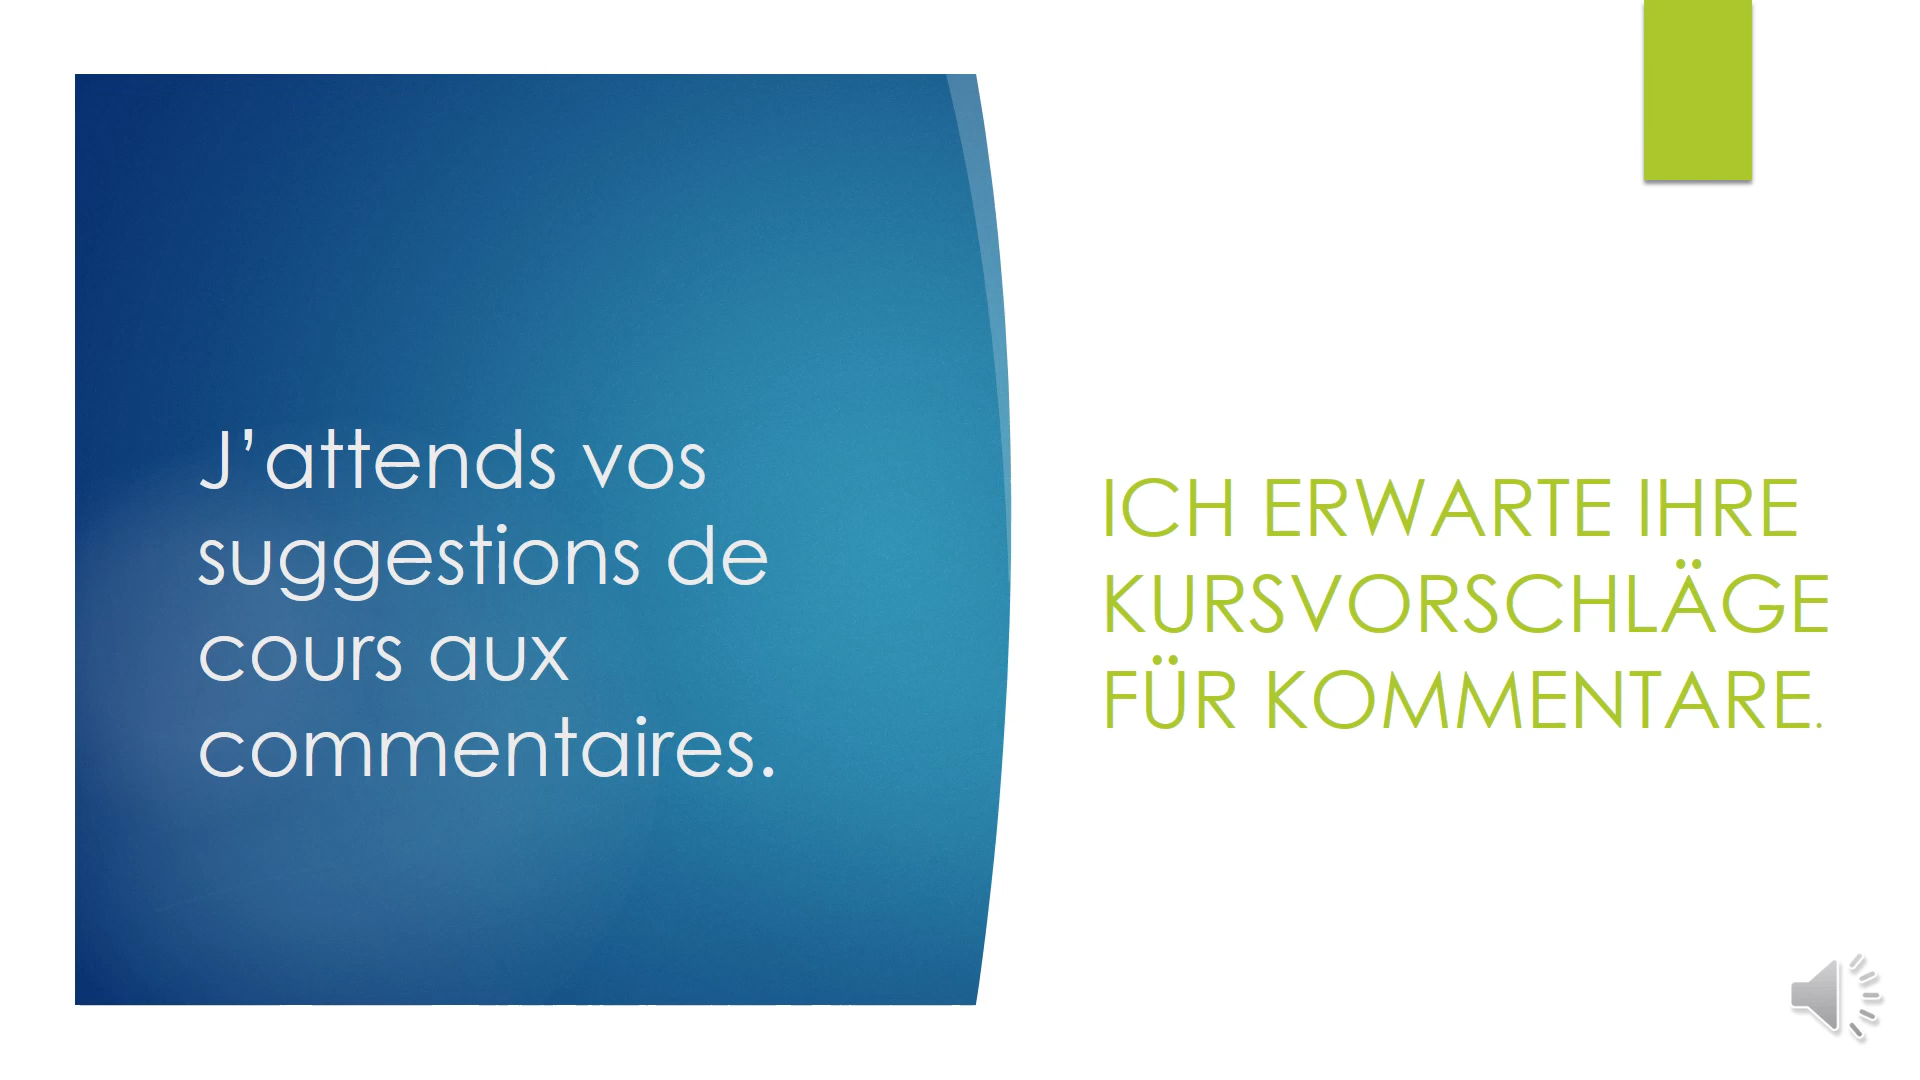 J’attends vos
suggestions de
cours aux
commentaires.
ICH ERWARTE IHRE
KURSVORSCHLÄGE
FÜR KOMMENTARE.